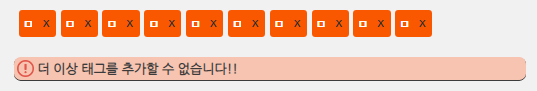 ㅁ x ㅁ x ㅁ x ㅁ x ㅁ x ㅁ x ㅁ x ㅁ x ㅁ x ㅁ x
더 이상 태그를 추가할 수 없습니다!!